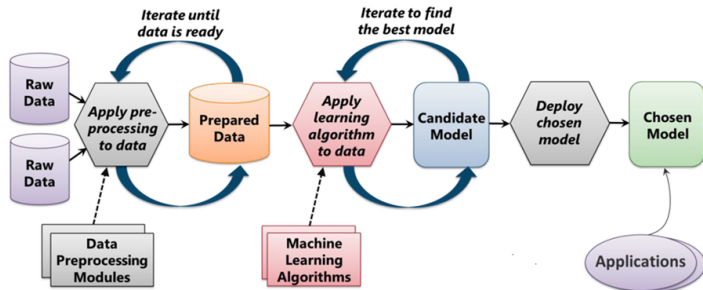 Iterate until
data is ready
Iterate to find
the best model
Raw
Data
Raw
Data
Apply pre-
processing
to data
Prepared
Data
Apply
learning
algorithm
to data
Candidate
Model
Deploy
chosen
model
Chosen
Model
Data
Preprocessing
Modules
Machine
Learning
Algorithms
Applications